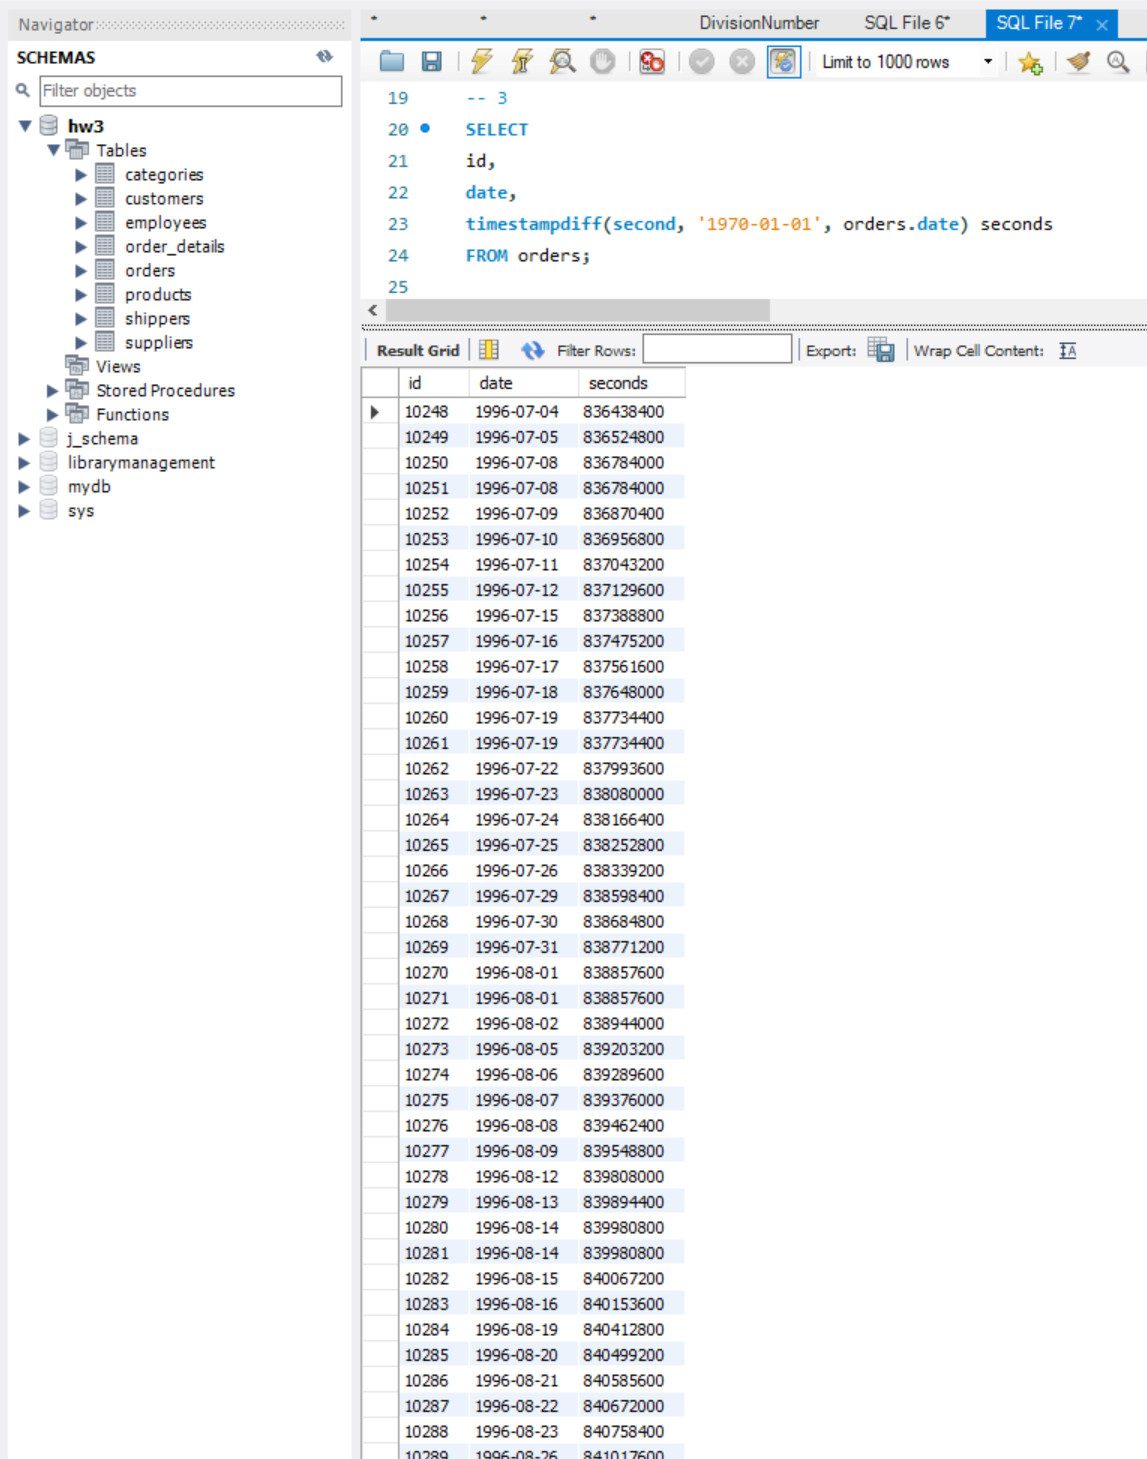 Navigator
SCHEMAS
Filter objects
hw3
Tables
categories
customers
employees
order_details
orders
products
shippers
suppliers
Views
Stored Procedures
Functions
j_schema
librarymanagement
mydb
sys
* * * DivisionNumber SQL File 6* SQL File 7* ×
Limit to 1000 rows
19 -- 3
20 SELECT
21 id,
22 date,
23 timestampdiff(second, '1970-01-01', orders.date) seconds
24 FROM orders;
25
Result Grid Filter Rows: Export: Wrap Cell Content: IA
id date seconds
10248 1996-07-04 836438400
10249 1996-07-05 836524800
10250 1996-07-08 836784000
10251 1996-07-08 836784000
10252 1996-07-09 836870400
10253 1996-07-10 836956800
10254 1996-07-11 837043200
10255 1996-07-12 837129600
10256 1996-07-15 837388800
10257 1996-07-16 837475200
10258 1996-07-17 837561600
10259 1996-07-18 837648000
10260 1996-07-19 837734400
10261 1996-07-19 837734400
10262 1996-07-22 837993600
10263 1996-07-23 838080000
10264 1996-07-24 838166400
10265 1996-07-25 838252800
10266 1996-07-26 838339200
10267 1996-07-29 838598400
10268 1996-07-30 838684800
10269 1996-07-31 838771200
10270 1996-08-01 838857600
10271 1996-08-01 838857600
10272 1996-08-02 838944000
10273 1996-08-05 839203200
10274 1996-08-06 839289600
10275 1996-08-07 839376000
10276 1996-08-08 839462400
10277 1996-08-09 839548800
10278 1996-08-12 839808000
10279 1996-08-13 839894400
10280 1996-08-14 839980800
10281 1996-08-14 839980800
10282 1996-08-15 840067200
10283 1996-08-16 840153600
10284 1996-08-19 840412800
10285 1996-08-20 840499200
10286 1996-08-21 840585600
10287 1996-08-22 840672000
10288 1996-08-23 840758400
10289 1996-08-26 841017600